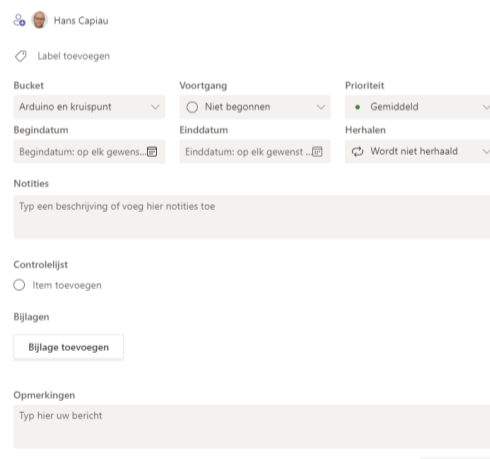 Hans Capiau
Label toevoegen
Bucket Voortgang Prioriteit
Arduino en kruispunt Niet begonnen Gemiddeld
Begindatum Einddatum Herhalen
Begindatum: op elk gewens... Einddatum: op elk gewenst ... Wordt niet herhaald
Notities
Typ een beschrijving of voeg hier notities toe
Controlelijst
Item toevoegen
Bijlagen
Bijlage toevoegen
Opmerkingen
Typ hier uw bericht